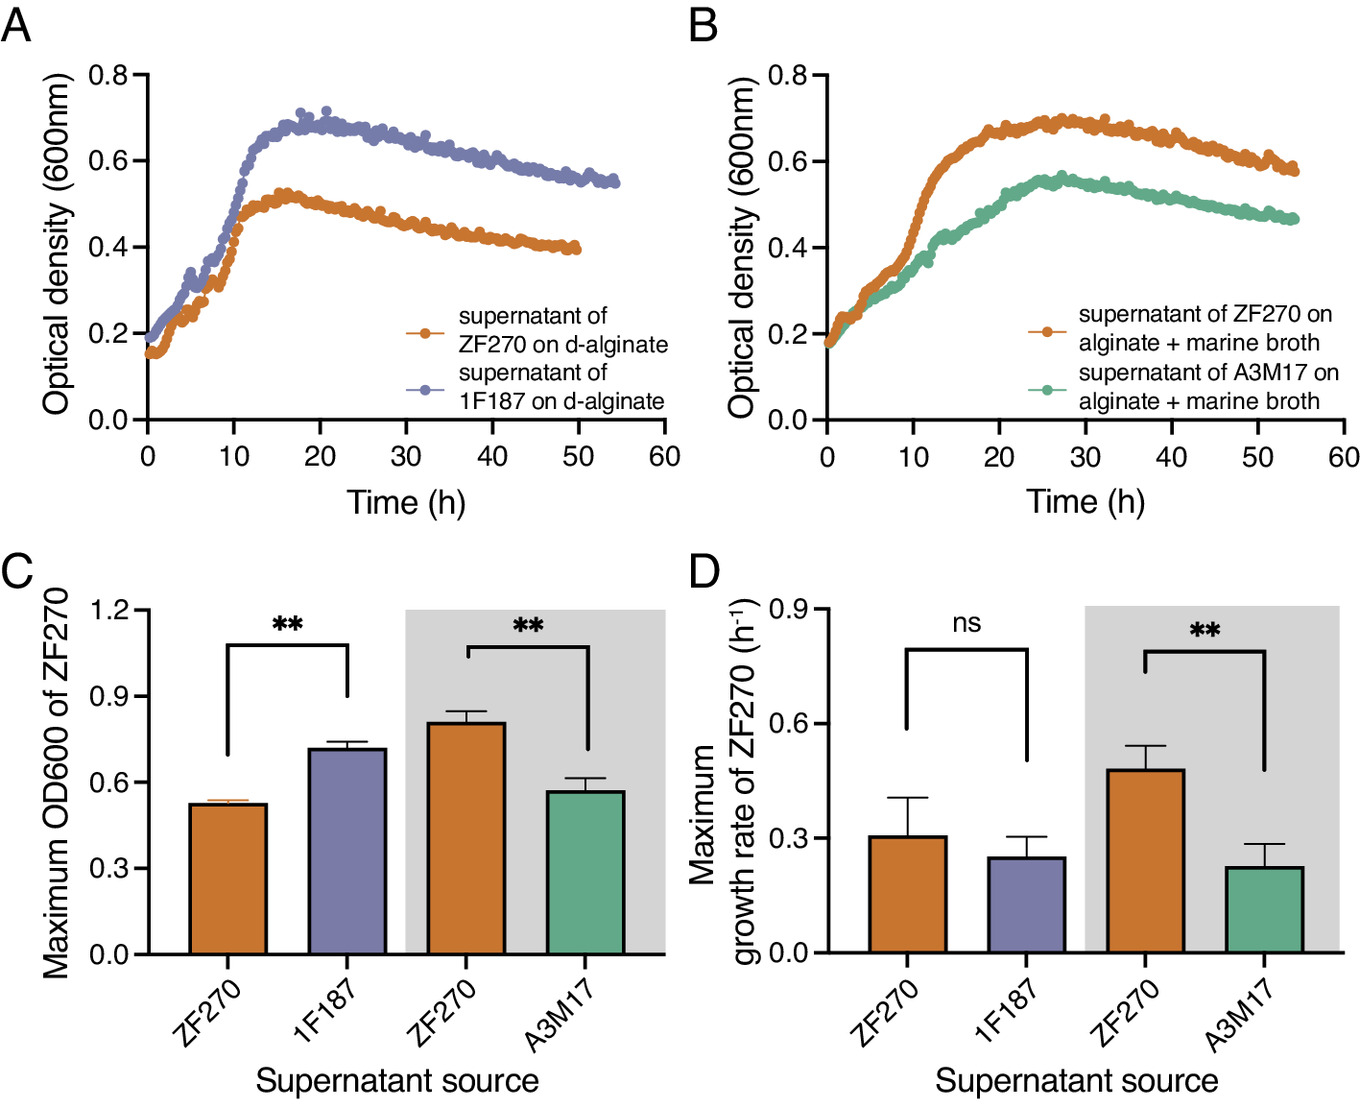 A
Optical density (600nm)
0.8
0.6
0.4
0.2
0.0
supernatant of
ZF270 on d-alginate
supernatant of
1F187 on d-alginate
0 10 20 30 40 50 60
Time (h)
B
Optical density (600nm)
0.8
0.6
0.4
0.2
0.0
supernatant of ZF270 on
alginate + marine broth
supernatant of A3M17 on
alginate + marine broth
0 10 20 30 40 50 60
Time (h)
C
Maximum OD600 of ZF270
1.2
0.9
0.6
0.3
0.0
** **
ZF270 1F187 ZF270 A3M17
Supernatant source
D
Maximum
growth rate of ZF270 (h-1)
0.9
0.6
0.3
0.0
ns **
ZF270 1F187 ZF270 A3M17
Supernatant source